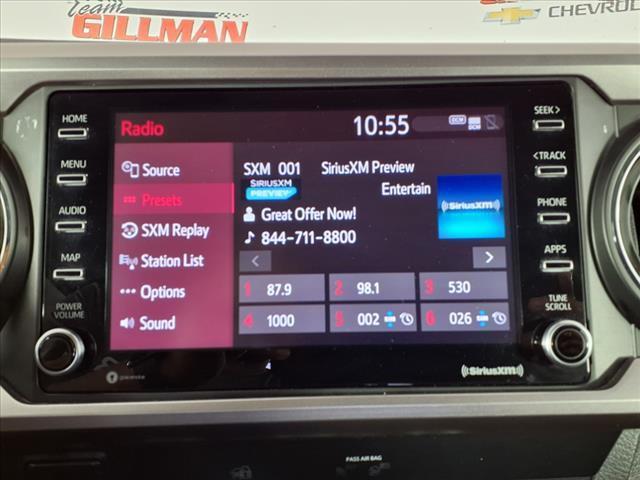 Team
GILLMAN
CHEVROL
HOME
MENU
AUDIO
MAP
POWER
VOLUME
Radio
10:55
DCM
Source
Presets
SXM Replay
Station List
Options
Sound
SXM 001 SiriusXM Preview
SIRIUSXM
PREVIEW
Entertain
Great Offer Now!
844-711-8800
SiriusXM
1 87.9
2 98.1
3 530
4 1000
5 002
6 026
SEEK>
<TRACK
PHONE
APPS
TUNE
SCROLL
SiriusXM
PASS AIR BAG